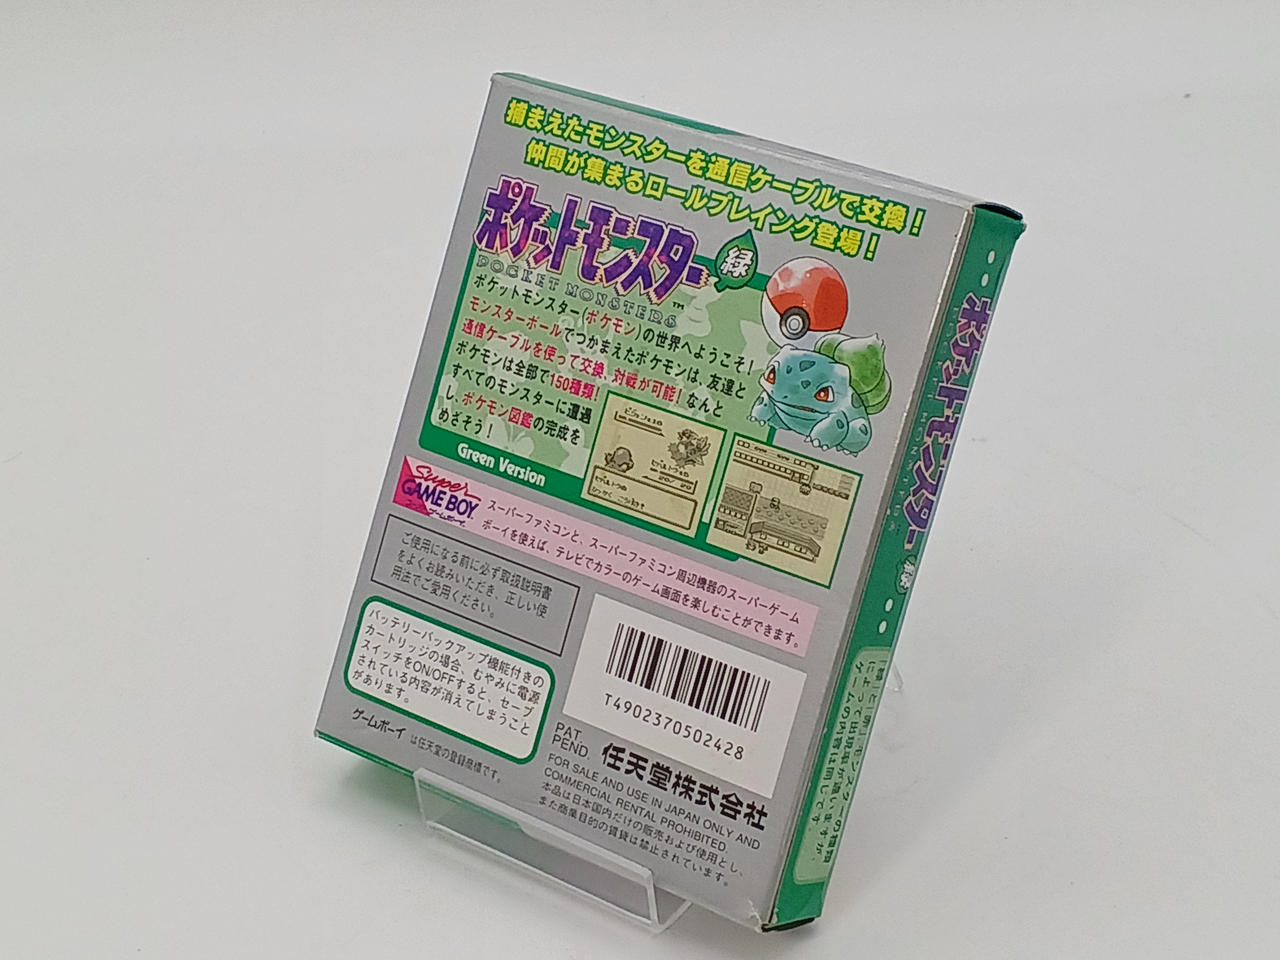 捕まえたモンスターを通信ケーブルで交換!
仲間が集まるロールプレイング登場!
ポケットモンスター 緑
POCKET MONSTERS ™
ポケットモンスター(ポケモン)の世界へようこそ!
モンスターボールでつかまえたポケモンは、友達と
通信ケーブルを使って交換、対戦が可能!なんと
ポケモンは全部で150種類!
すべてのモンスターに遭遇
し、ポケモン図鑑の完成を
めざそう!
Green Version
Super
GAME BOY
スーパーゲームボーイ
スーパーファミコンと、スーパーファミコン周辺機器のスーパーゲーム
ボーイを使えば、テレビでカラーのゲーム画面を楽しむことができます。
ご使用になる前に必ず取扱説明書
をよくお読みいただき、正しい使
用法でご愛用ください。
バッテリーバックアップ機能付きの
カートリッジの場合、むやみに電源
スイッチをON/OFFすると、セーブ
されている内容が消えてしまうこと
があります。
ゲームボーイ は任天堂の登録商標です。
T4902370502428
PAT.
PEND.
任天堂株式会社
FOR SALE AND USE IN JAPAN ONLY AND
COMMERCIAL RENTAL PROHIBITED.
本品は日本国内だけの販売および使用とし、
また商業目的の賃貸は禁止されています。
ポケットモンスター 緑
POCKET MONSTERS